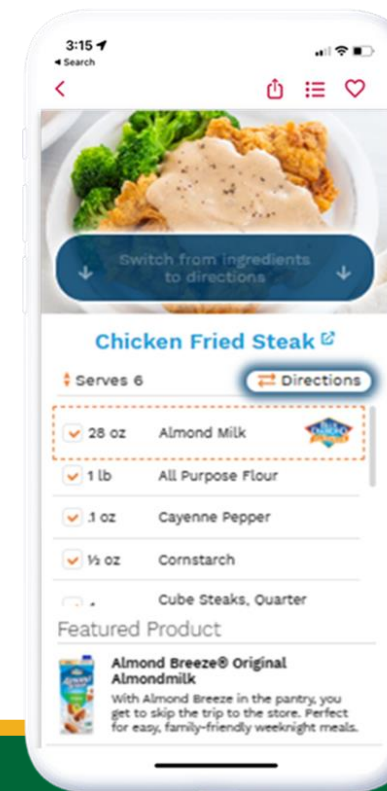 3:15
Search
Switch from ingredients
to directions
Chicken Fried Steak
Serves 6
Directions
28 oz Almond Milk
BLUE DIAMOND
1 lb All Purpose Flour
.1 oz Cayenne Pepper
½ oz Cornstarch
Cube Steaks, Quarter
Featured Product
Almond Breeze® Original
Almondmilk
With Almond Breeze in the pantry, you
get to skip the trip to the store. Perfect
for easy, family-friendly weeknight meals.